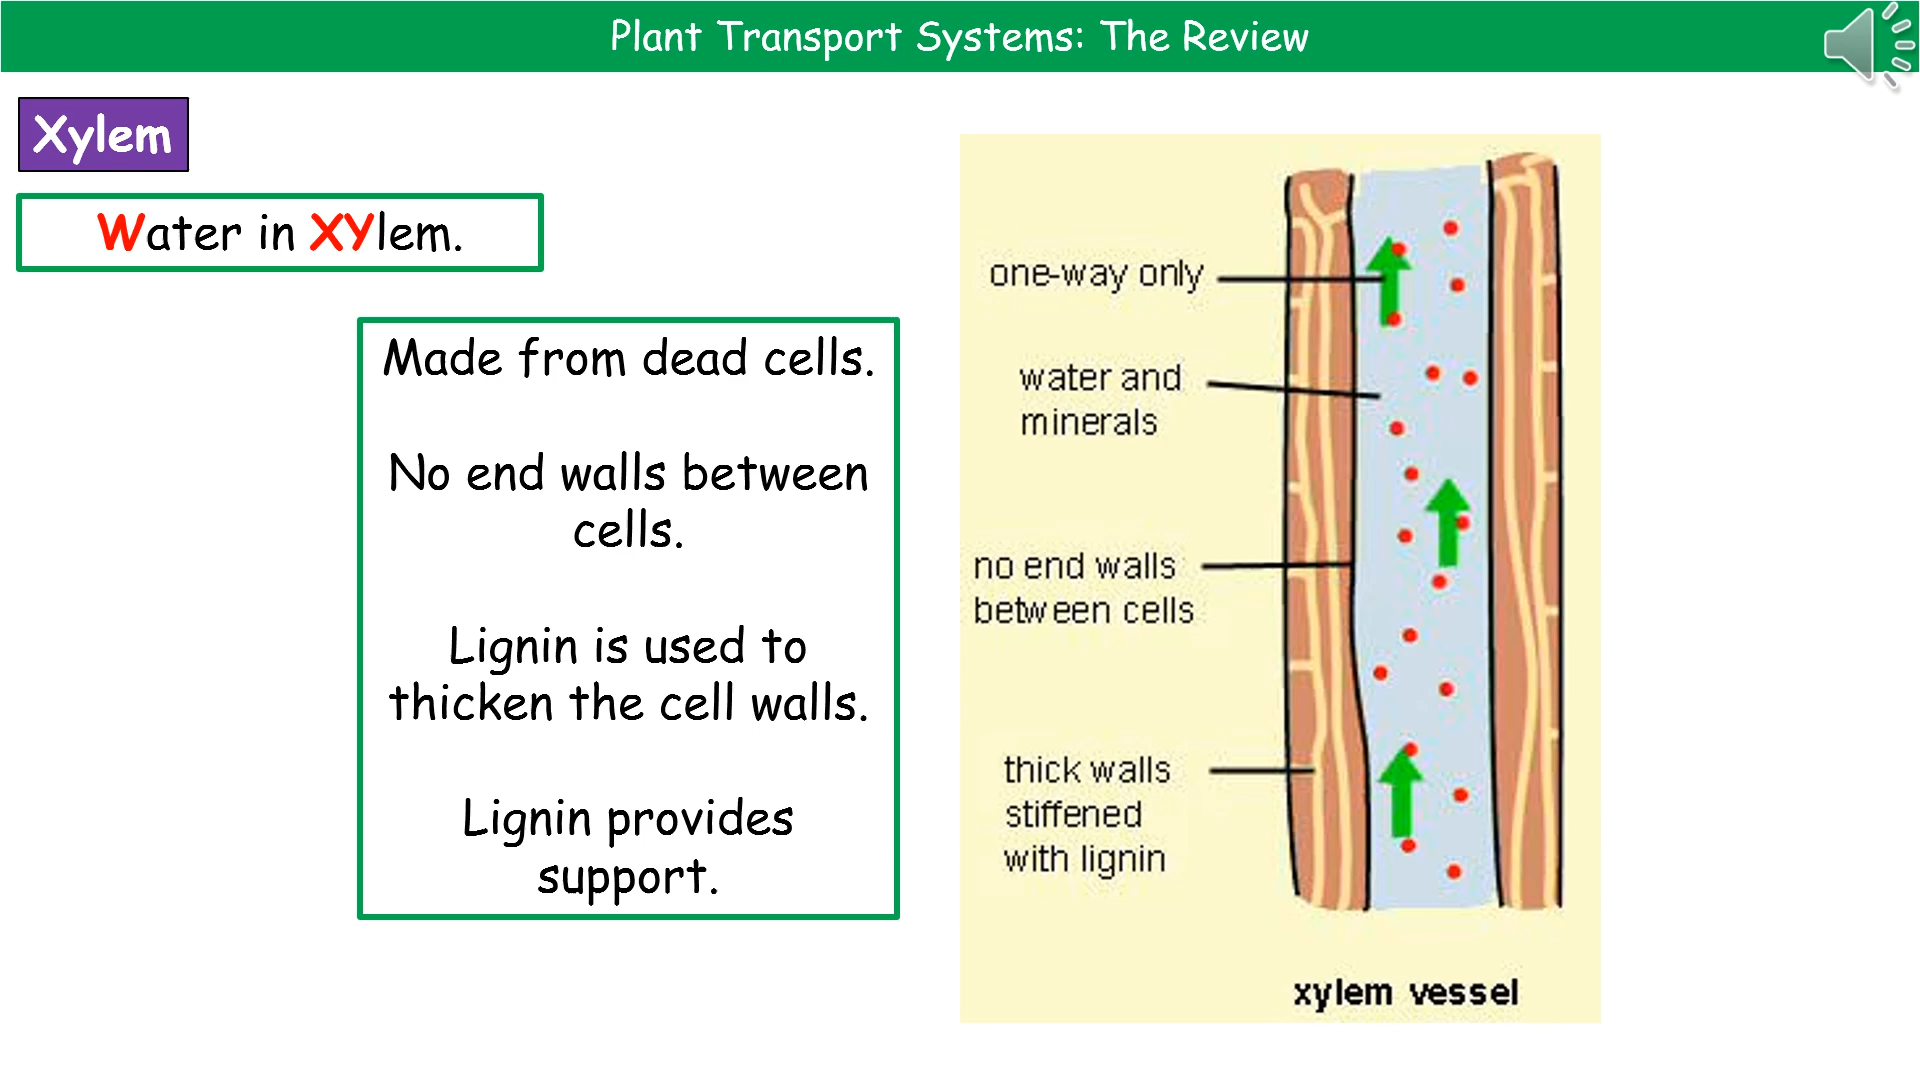 Plant Transport Systems: The Review
Xylem
Water in XYlem.
Made from dead cells.
No end walls between
cells.
Lignin is used to
thicken the cell walls.
Lignin provides
support.
one-way only
water and
minerals
no end walls
between cells
thick walls
stiffened
with lignin
xylem vessel